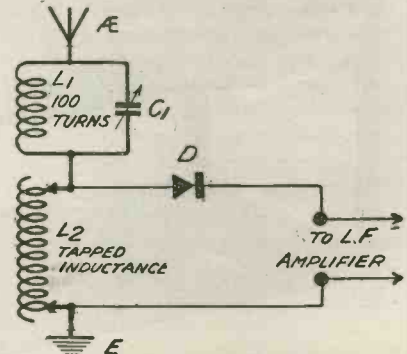 Æ
L1
100
TURNS
C1
D
L2
TAPPED
INDUCTANCE
TO L.F.
AMPLIFIER
E